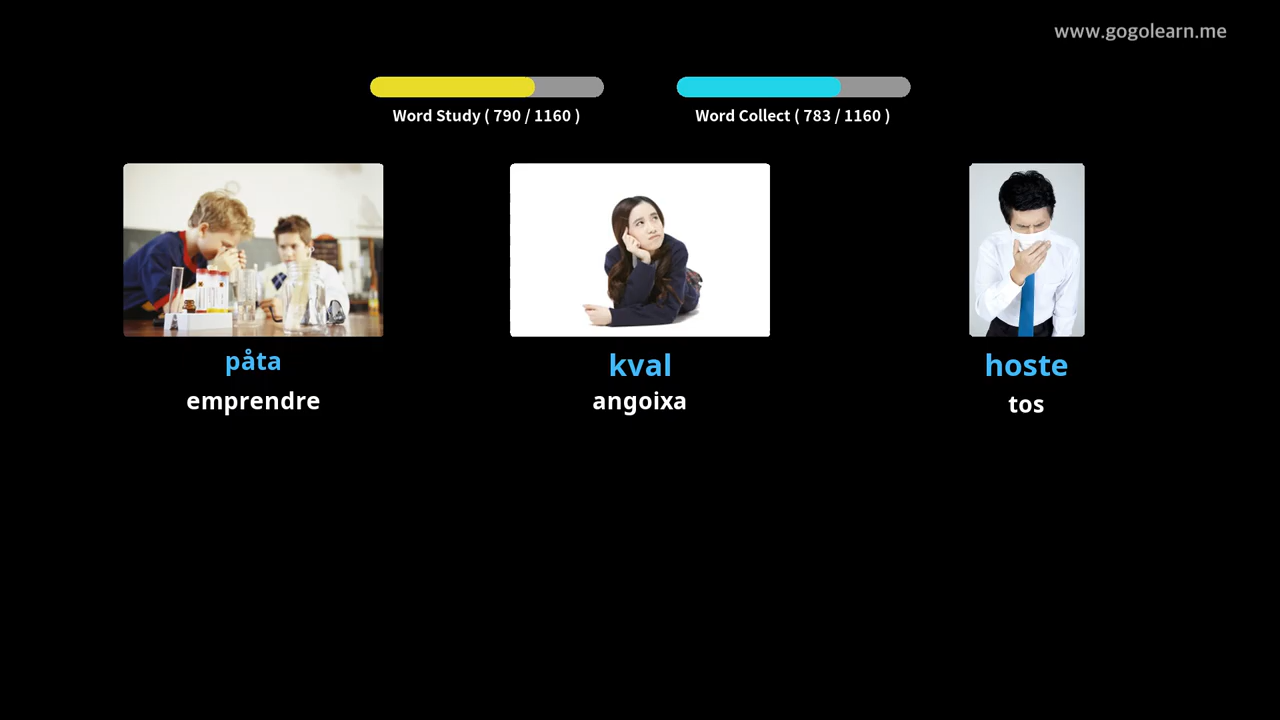 www.gogolearn.me
Word Study ( 790 / 1160 )
Word Collect ( 783 / 1160 )
påta
kval
hoste
emprendre
angoixa
tos